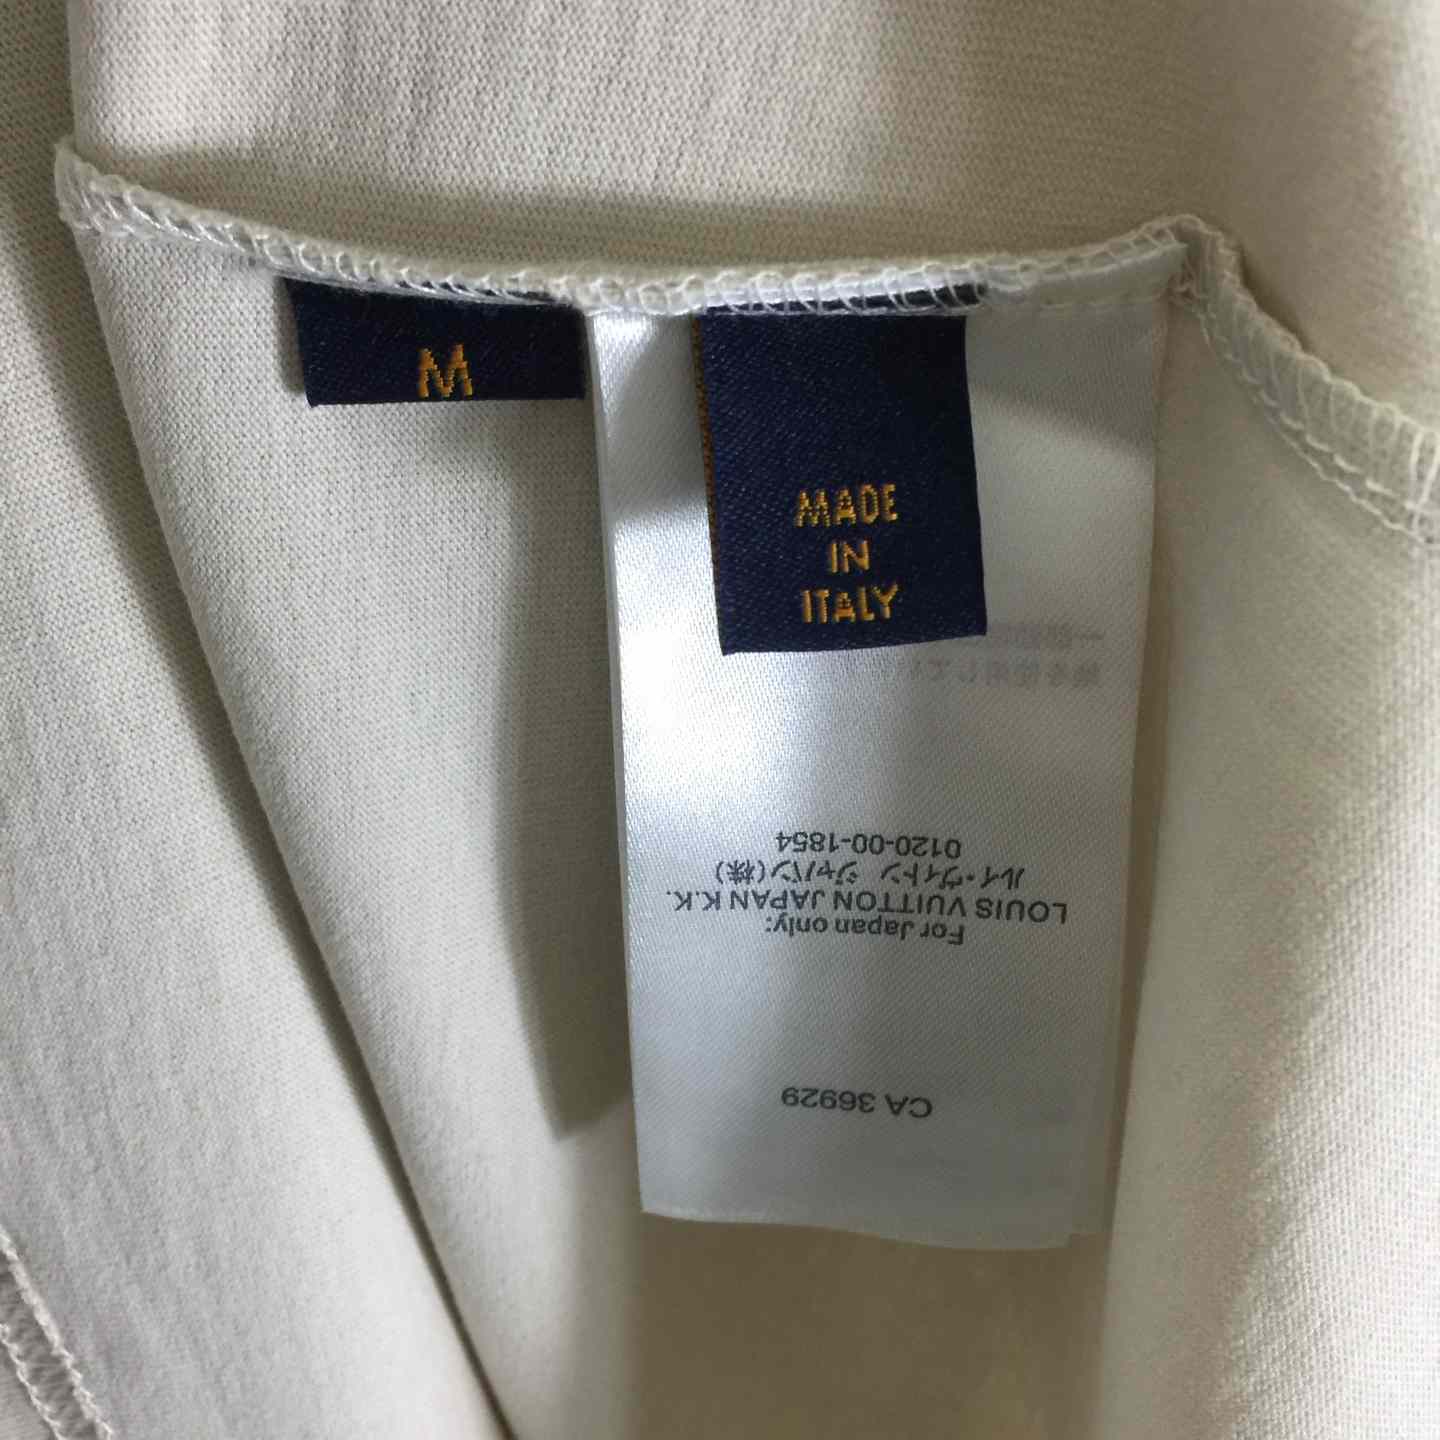 M
MADE
IN
ITALY
CA 36929
For Japan only:
LOUIS VUITTON JAPAN K.K.
ルイ・ヴィトン ジャパン(株)
0120-00-1854